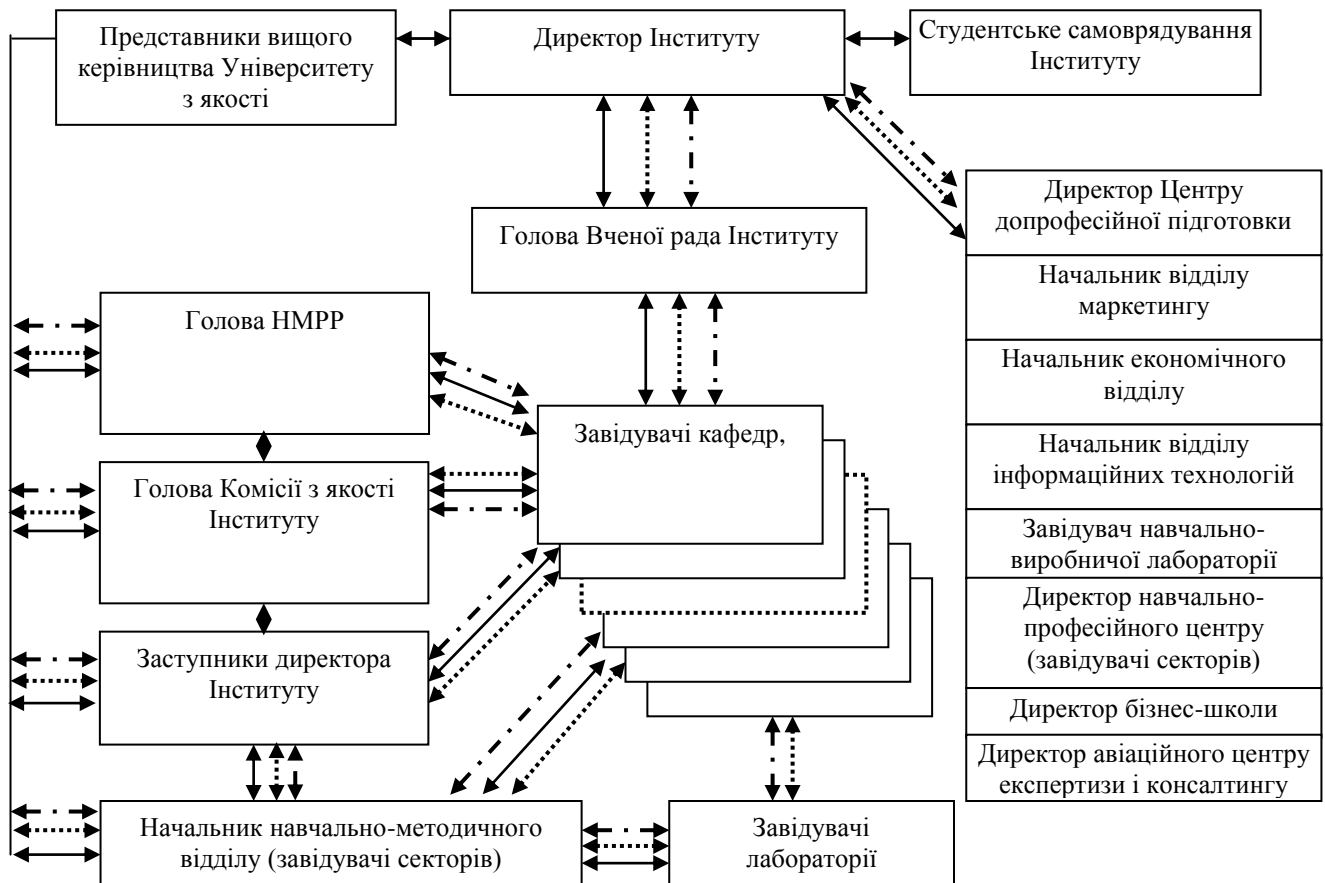 Представники вищого
керівництва Університету
з якості
Директор Інституту
Студентське самоврядування
Інституту
Директор Центру
допрофесійної підготовки
Голова Вченої рада Інституту
Начальник відділу
маркетингу
Голова НМРР
Начальник економічного
відділу
Завідувачі кафедр,
Начальник відділу
інформаційних технологій
Голова Комісії з якості
Інституту
Завідувач навчально-
виробничої лабораторії
Директор навчально-
професійного центру
(завідувачі секторів)
Заступники директора
Інституту
Директор бізнес-школи
Директор авіаційного центру
експертизи і консалтингу
Начальник навчально-методичного
відділу (завідувачі секторів)
Завідувачі
лабораторії